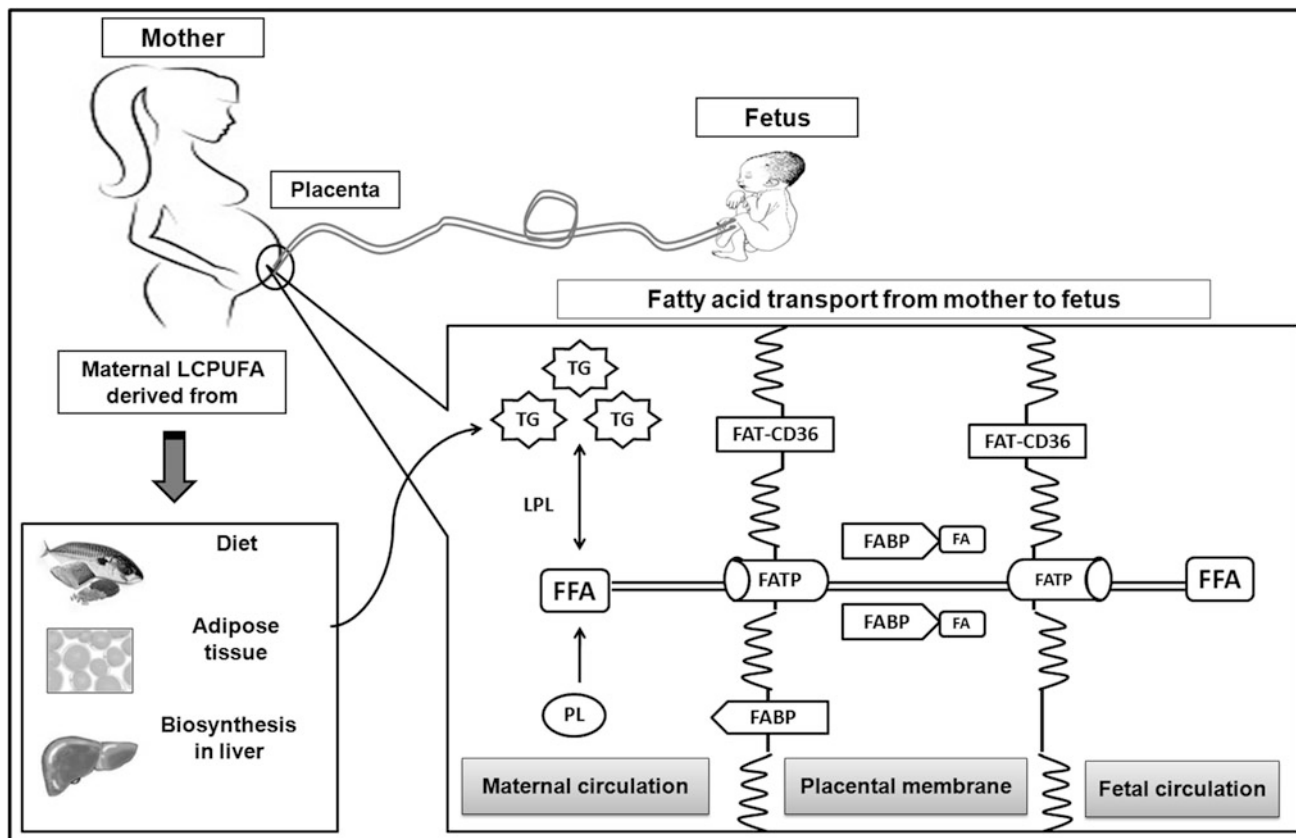 Mother
Fetus
Placenta
Fatty acid transport from mother to fetus
Maternal LCPUFA
derived from
Diet
Adipose
tissue
Biosynthesis
in liver
TG
TG
TG
LPL
FFA
PL
FAT-CD36
FATP
FABP
FABP
FA
FABP
FA
FAT-CD36
FATP
FFA
Maternal circulation
Placental membrane
Fetal circulation